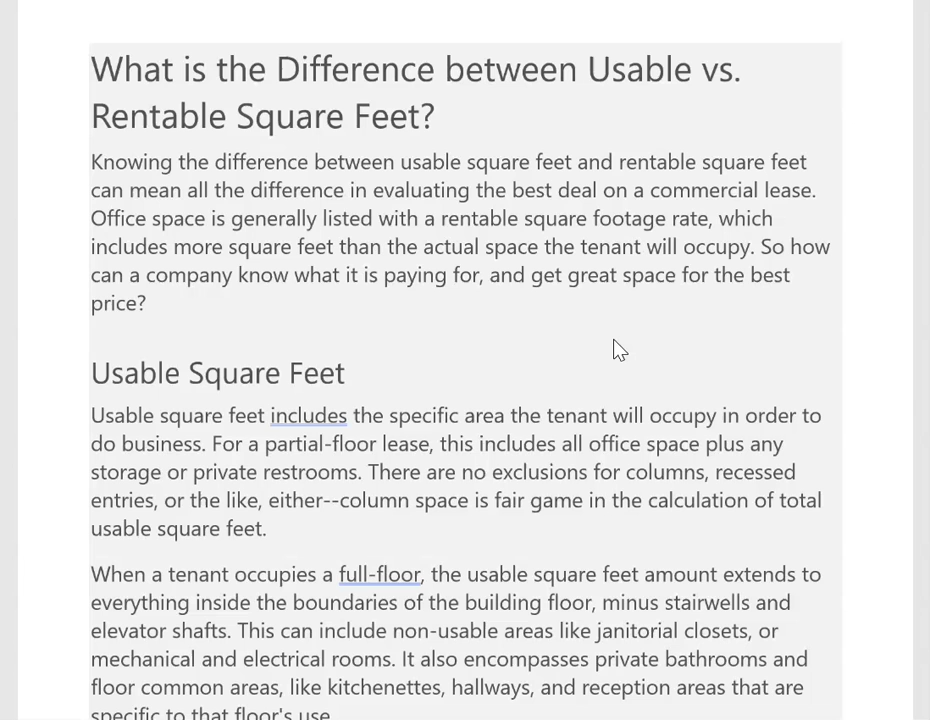 What is the Difference between Usable vs.
Rentable Square Feet?
Knowing the difference between usable square feet and rentable square feet
can mean all the difference in evaluating the best deal on a commercial lease.
Office space is generally listed with a rentable square footage rate, which
includes more square feet than the actual space the tenant will occupy. So how
can a company know what it is paying for, and get great space for the best
price?
Usable Square Feet
Usable square feet includes the specific area the tenant will occupy in order to
do business. For a partial-floor lease, this includes all office space plus any
storage or private restrooms. There are no exclusions for columns, recessed
entries, or the like, either--column space is fair game in the calculation of total
usable square feet.
When a tenant occupies a full-floor, the usable square feet amount extends to
everything inside the boundaries of the building floor, minus stairwells and
elevator shafts. This can include non-usable areas like janitorial closets, or
mechanical and electrical rooms. It also encompasses private bathrooms and
floor common areas, like kitchenettes, hallways, and reception areas that are
specific to that floor's use.